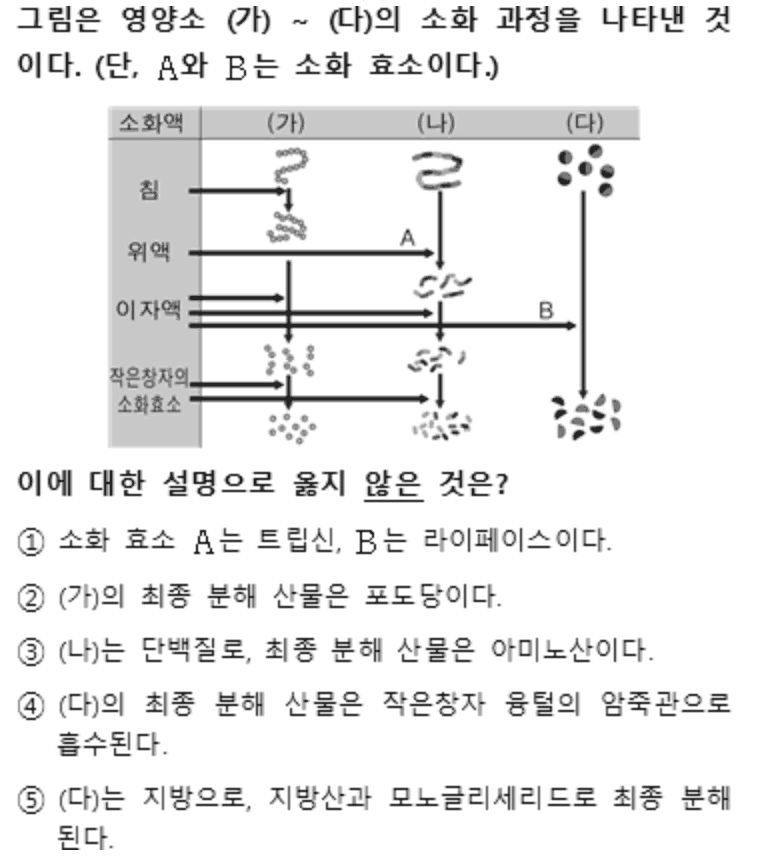 그림은 영양소 (가) ~ (다)의 소화 과정을 나타낸 것
이다. (단, A와 B는 소화 효소이다.)
소화액 (가) (나) (다)
침
A
위액
이자액
B
작은창자의
소화효소
이에 대한 설명으로 옳지 않은 것은?
① 소화 효소 A는 트립신, B는 라이페이스이다.
② (가)의 최종 분해 산물은 포도당이다.
③ (나)는 단백질로, 최종 분해 산물은 아미노산이다.
④ (다)의 최종 분해 산물은 작은창자 융털의 암죽관으로
흡수된다.
⑤ (다)는 지방으로, 지방산과 모노글리세리드로 최종 분해
된다.